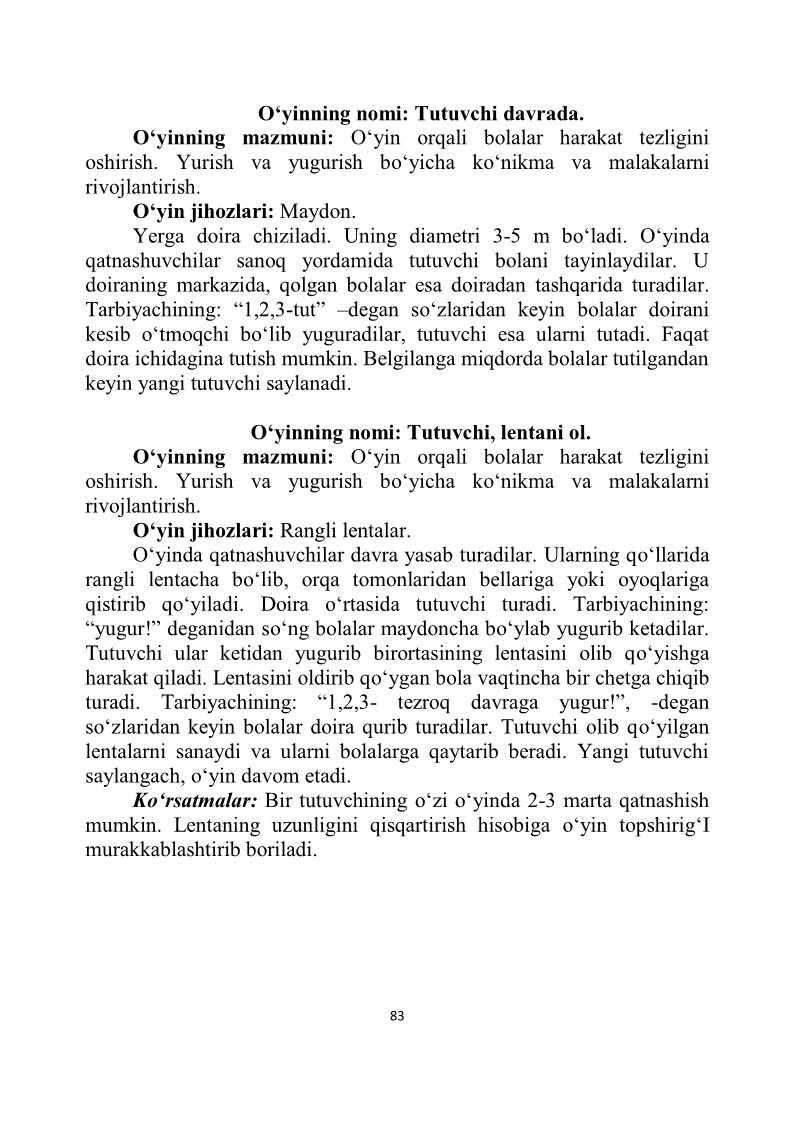 O‘yinning nomi: Tutuvchi davrada.
O‘yinning mazmuni: O‘yin orqali bolalar harakat tezligini
oshirish. Yurish va yugurish bo‘yicha ko‘nikma va malakalarni
rivojlantirish.
O‘yin jihozlari: Maydon.
Yerga doira chiziladi. Uning diametri 3-5 m bo‘ladi. O‘yinda
qatnashuvchilar sanoq yordamida tutuvchi bolani tayinlaydilar. U
doiraning markazida, qolgan bolalar esa doiradan tashqarida turadilar.
Tarbiyachining: “1,2,3-tut” –degan so‘zlaridan keyin bolalar doirani
kesib o‘tmoqchi bo‘lib yuguradilar, tutuvchi esa ularni tutadi. Faqat
doira ichidagina tutish mumkin. Belgilanga miqdorda bolalar tutilgandan
keyin yangi tutuvchi saylanadi.
O‘yinning nomi: Tutuvchi, lentani ol.
O‘yinning mazmuni: O‘yin orqali bolalar harakat tezligini
oshirish. Yurish va yugurish bo‘yicha ko‘nikma va malakalarni
rivojlantirish.
O‘yin jihozlari: Rangli lentalar.
O‘yinda qatnashuvchilar davra yasab turadilar. Ularning qo‘llarida
rangli lentacha bo‘lib, orqa tomonlaridan bellariga yoki oyoqlariga
qistirib qo‘yiladi. Doira o‘rtasida tutuvchi turadi. Tarbiyachining:
“yugur!” deganidan so‘ng bolalar maydoncha bo‘ylab yugurib ketadilar.
Tutuvchi ular ketidan yugurib birortasining lentasini olib qo‘yishga
harakat qiladi. Lentasini oldirib qo‘ygan bola vaqtincha bir chetga chiqib
turadi. Tarbiyachining: “1,2,3- tezroq davraga yugur!”, -degan
so‘zlaridan keyin bolalar doira qurib turadilar. Tutuvchi olib qo‘yilgan
lentalarni sanaydi va ularni bolalarga qaytarib beradi. Yangi tutuvchi
saylangach, o‘yin davom etadi.
Ko‘rsatmalar: Bir tutuvchining o‘zi o‘yinda 2-3 marta qatnashish
mumkin. Lentaning uzunligini qisqartirish hisobiga o‘yin topshirig‘I
murakkablashtirib boriladi.
83